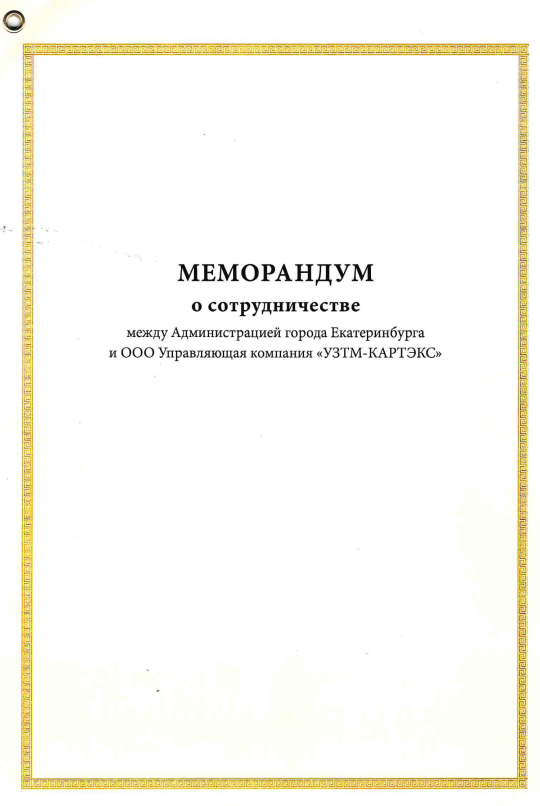 МЕМОРАНДУМ
о сотрудничестве
между Администрацией города Екатеринбурга
и ООО Управляющая компания «УЗТМ-КАРТЭКС»